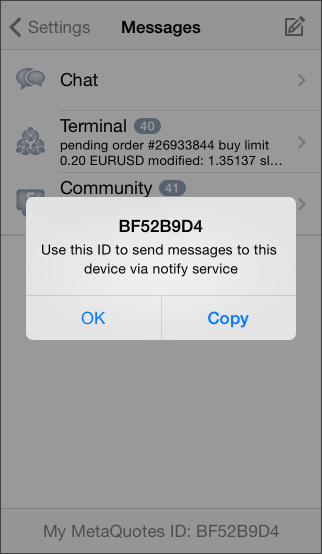 Settings
Messages
Chat
Terminal 40
pending order #26933844 buy limit
0.20 EURUSD modified: 1.35137 sl…
Community 41
BF52B9D4
Use this ID to send messages to this
device via notify service
OK
Copy
My MetaQuotes ID: BF52B9D4